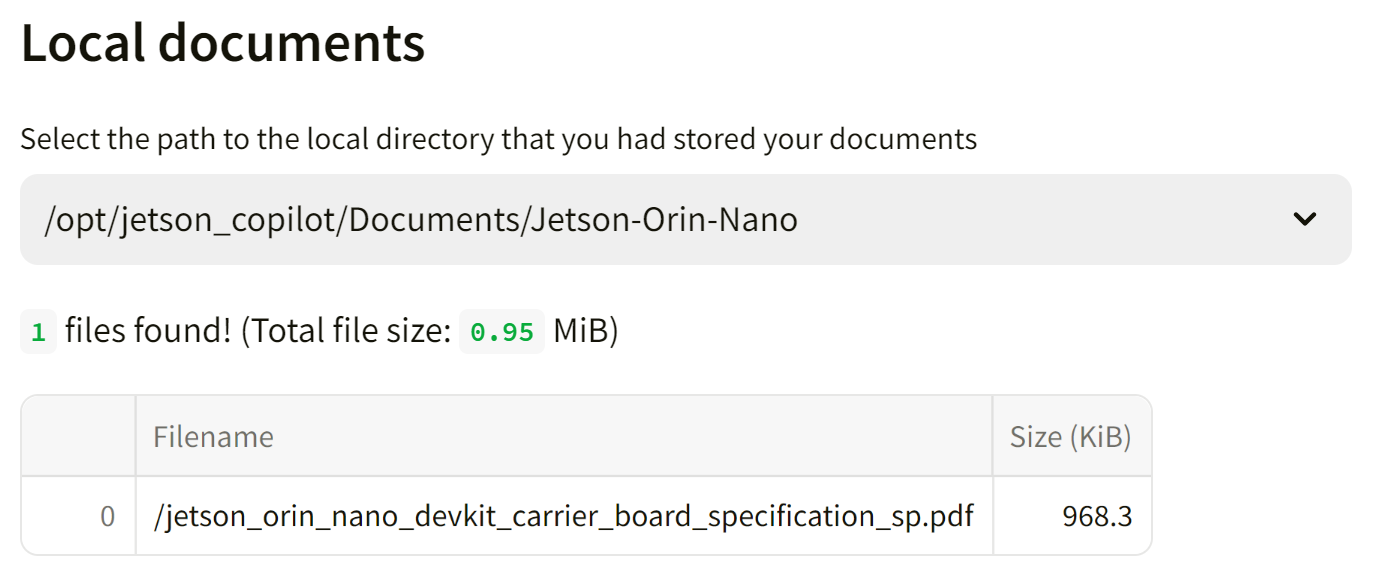 Local documents
Select the path to the local directory that you had stored your documents
/opt/jetson_copilot/Documents/Jetson-Orin-Nano
1 files found! (Total file size: 0.95 MiB)
Filename Size (KiB)
0 /jetson_orin_nano_devkit_carrier_board_specification_sp.pdf 968.3